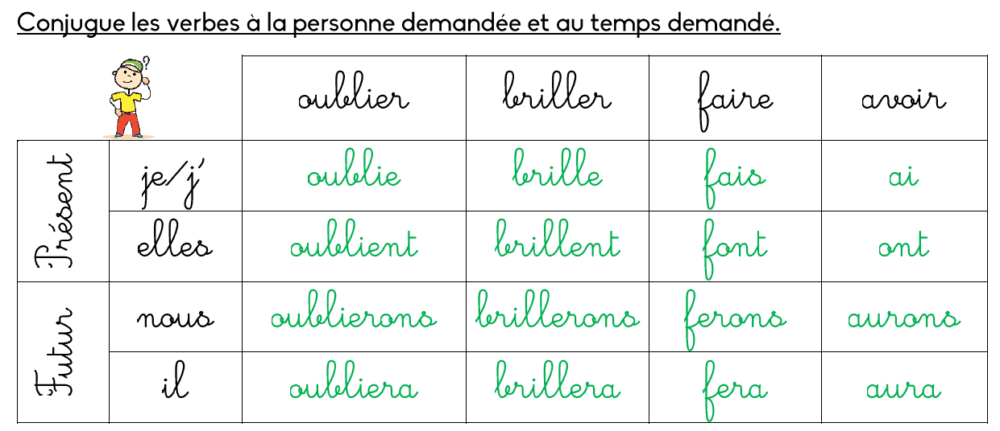 Conjugue les verbes à la personne demandée et au temps demandé.
?
oublier briller faire avoir
Présent
je/j' oublie brille fais ai
elles oublient brillent font ont
Futur
nous oublierons brillerons ferons aurons
il oubliera brillera fera aura